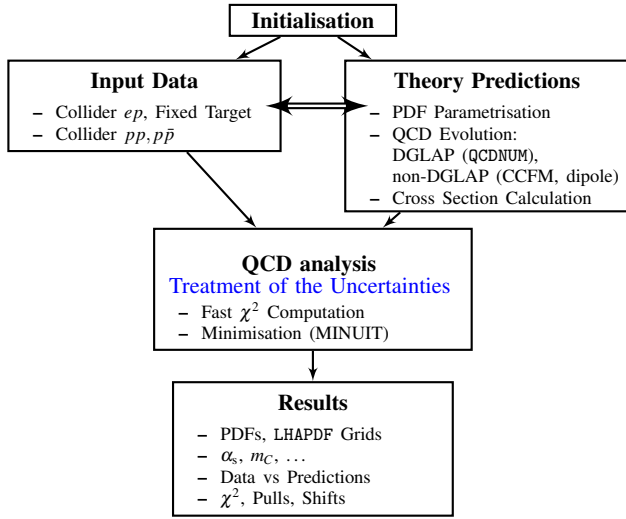 Initialisation
Input Data
– Collider ep, Fixed Target
– Collider pp, pp̄
Theory Predictions
– PDF Parametrisation
– QCD Evolution:
DGLAP (QCDNUM),
non-DGLAP (CCFM, dipole)
– Cross Section Calculation
QCD analysis
Treatment of the Uncertainties
– Fast χ² Computation
– Minimisation (MINUIT)
Results
– PDFs, LHAPDF Grids
– αₛ, m_C, …
– Data vs Predictions
– χ², Pulls, Shifts